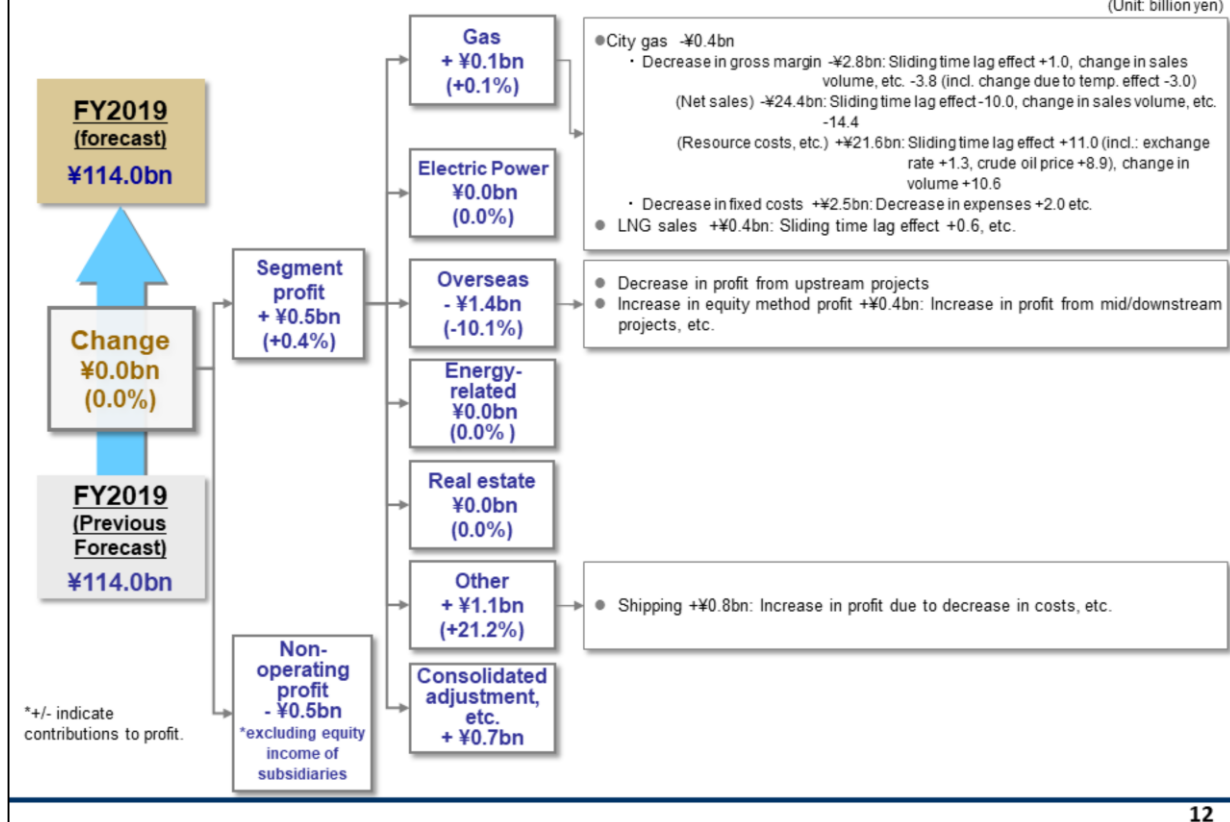 (Unit: billion yen)
FY2019
(forecast)
¥114.0bn
Change
¥0.0bn
(0.0%)
FY2019
(Previous
Forecast)
¥114.0bn
*+/- indicate
contributions to profit.
Segment
profit
+ ¥0.5bn
(+0.4%)
Non-
operating
profit
- ¥0.5bn
*excluding equity
income of
subsidiaries
Gas
+ ¥0.1bn
(+0.1%)
●City gas -¥0.4bn
・Decrease in gross margin -¥2.8bn: Sliding time lag effect +1.0, change in sales
volume, etc. -3.8 (incl. change due to temp. effect -3.0)
(Net sales) -¥24.4bn: Sliding time lag effect -10.0, change in sales volume, etc.
-14.4
(Resource costs, etc.) +¥21.6bn: Sliding time lag effect +11.0 (incl.: exchange
rate +1.3, crude oil price +8.9), change in
volume +10.6
・Decrease in fixed costs +¥2.5bn: Decrease in expenses +2.0 etc.
● LNG sales +¥0.4bn: Sliding time lag effect +0.6, etc.
Electric Power
¥0.0bn
(0.0%)
Overseas
- ¥1.4bn
(-10.1%)
● Decrease in profit from upstream projects
● Increase in equity method profit +¥0.4bn: Increase in profit from mid/downstream
projects, etc.
Energy-
related
¥0.0bn
(0.0% )
Real estate
¥0.0bn
(0.0%)
Other
+ ¥1.1bn
(+21.2%)
● Shipping +¥0.8bn: Increase in profit due to decrease in costs, etc.
Consolidated
adjustment,
etc.
+ ¥0.7bn
12